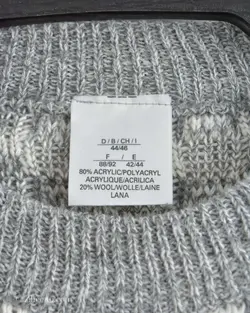 D/B/CH/I
44/46
F / E
88/92 42/44
80% ACRYLIC/POLYACRYL
ACRYLIQUE/ACRILICA
20% WOOL/WOLLE/LAINE
LANA